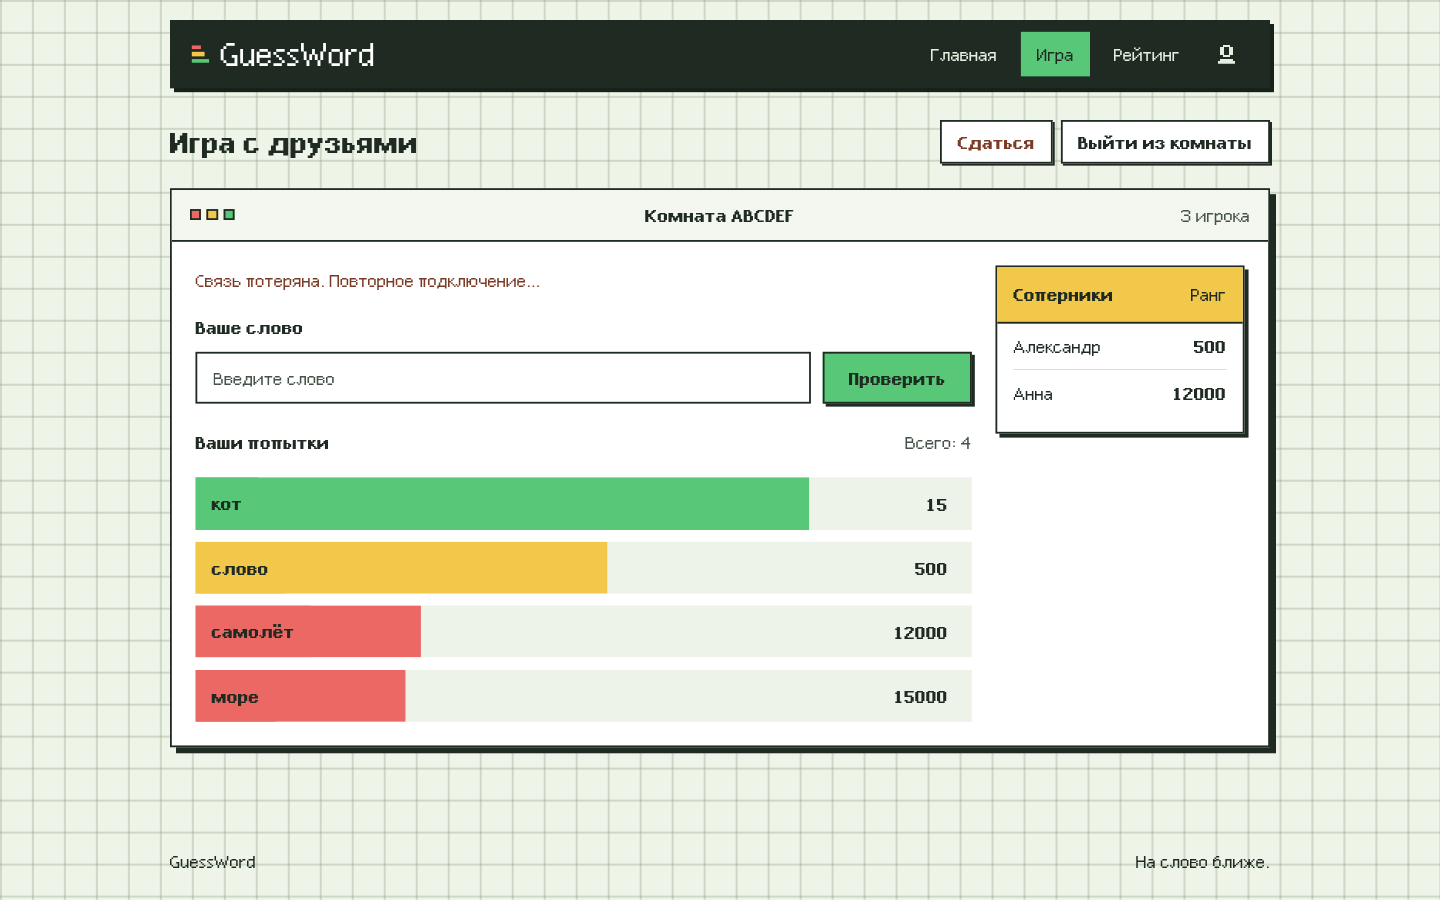 GuessWord
Главная
Игра
Рейтинг
Игра с друзьями
Сдаться
Выйти из комнаты
Комната ABCDEF
3 игрока
Связь потеряна. Повторное подключение...
Ваше слово
Введите слово
Проверить
Ваши попытки
Всего: 4
кот 15
слово 500
самолёт 12000
море 15000
Соперники Ранг
Александр 500
Анна 12000
GuessWord
На слово ближе.